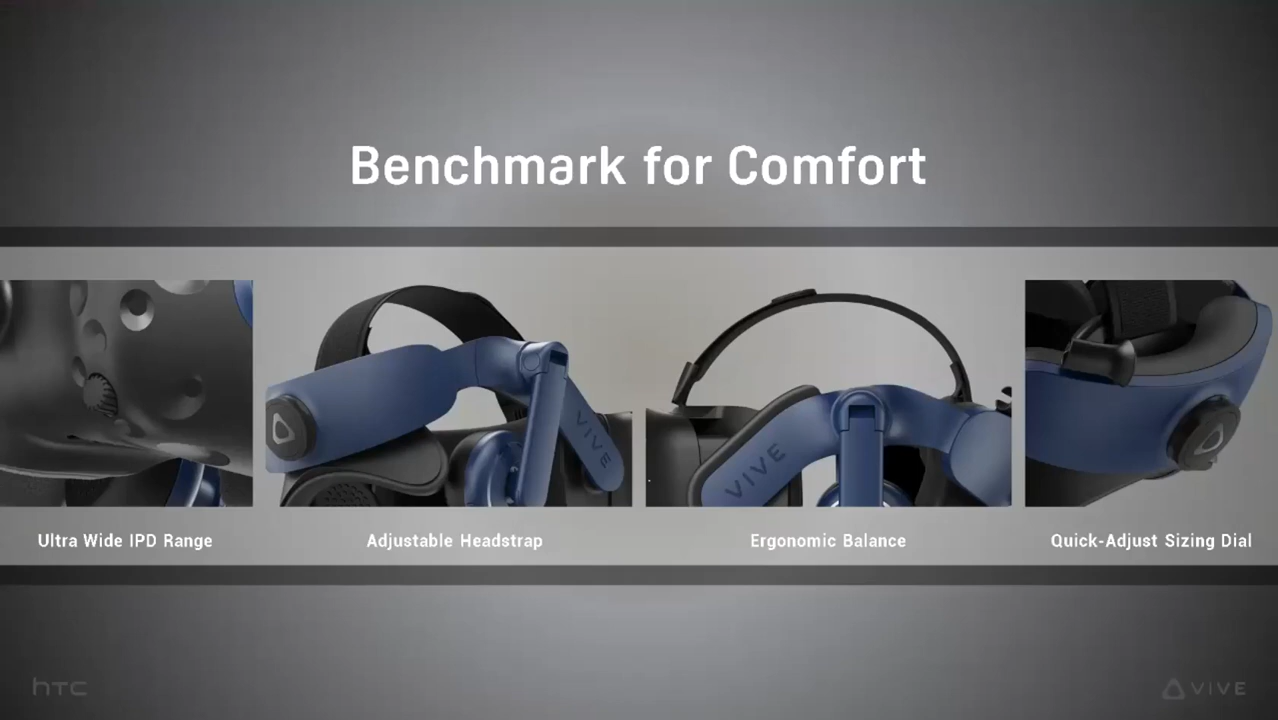 Benchmark for Comfort
VIVE
VIVE
Ultra Wide IPD Range
Adjustable Headstrap
Ergonomic Balance
Quick-Adjust Sizing Dial
hTC
VIVE